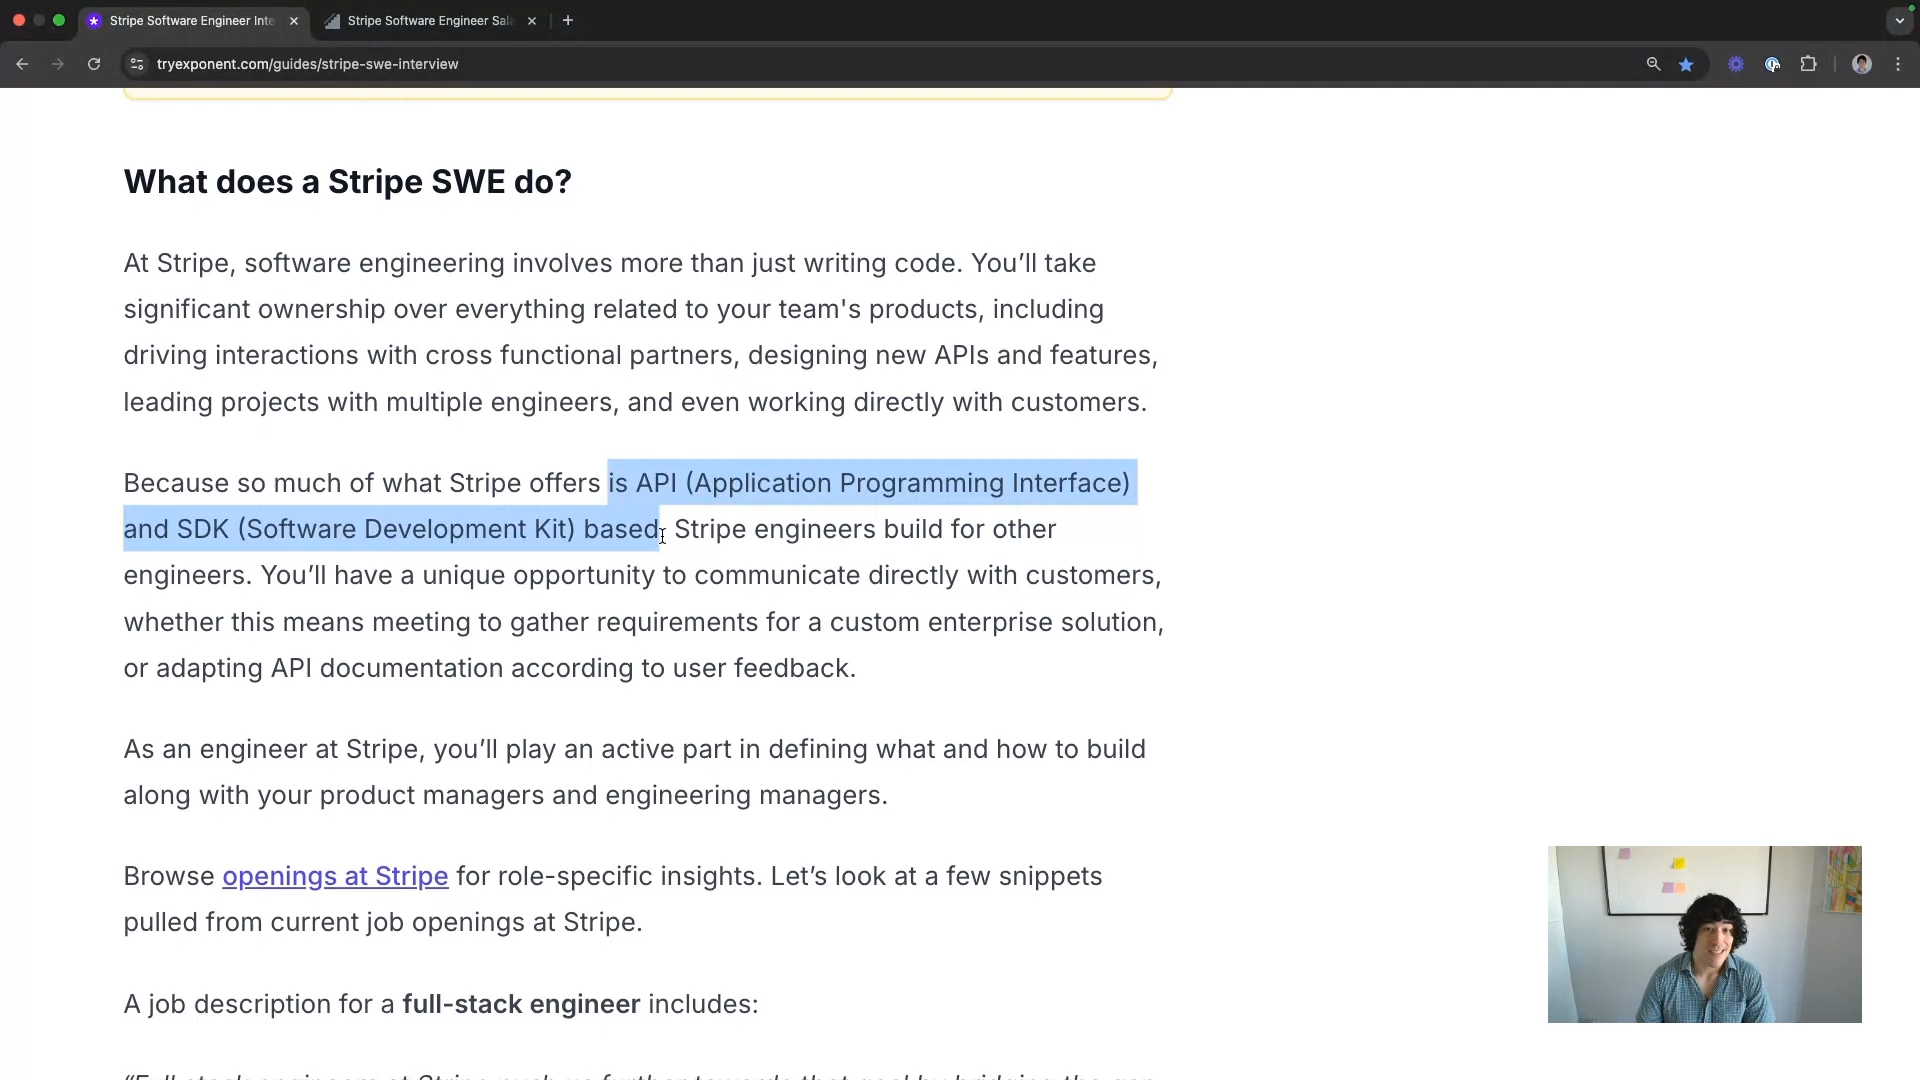 Stripe Software Engineer Inte
Stripe Software Engineer Sala
tryexponent.com/guides/stripe-swe-interview
What does a Stripe SWE do?
At Stripe, software engineering involves more than just writing code. You’ll take
significant ownership over everything related to your team's products, including
driving interactions with cross functional partners, designing new APIs and features,
leading projects with multiple engineers, and even working directly with customers.
Because so much of what Stripe offers is API (Application Programming Interface)
and SDK (Software Development Kit) based, Stripe engineers build for other
engineers. You’ll have a unique opportunity to communicate directly with customers,
whether this means meeting to gather requirements for a custom enterprise solution,
or adapting API documentation according to user feedback.
As an engineer at Stripe, you’ll play an active part in defining what and how to build
along with your product managers and engineering managers.
Browse openings at Stripe for role-specific insights. Let’s look at a few snippets
pulled from current job openings at Stripe.
A job description for a full-stack engineer includes: